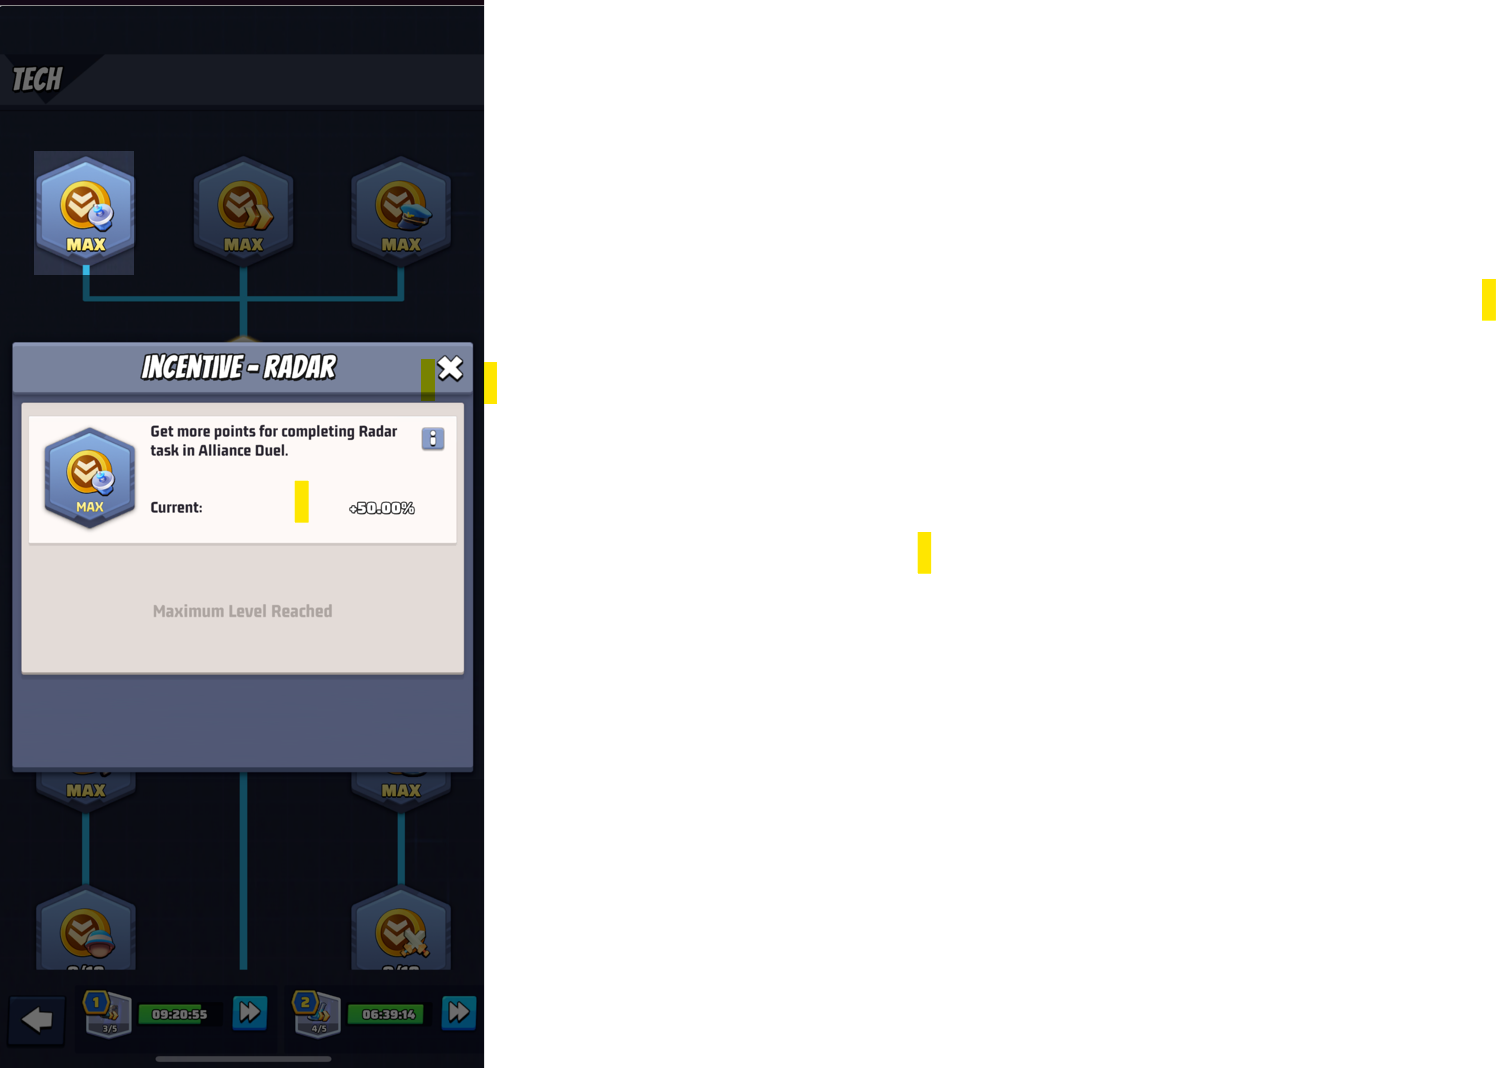 TECH
MAX
MAX
MAX
INCENTIVE - RADAR
Get more points for completing Radar
task in Alliance Duel.
MAX
Current:
+50.00%
Maximum Level Reached
MAX
MAX
1
3/5
09:20:55
2
4/5
06:39:14